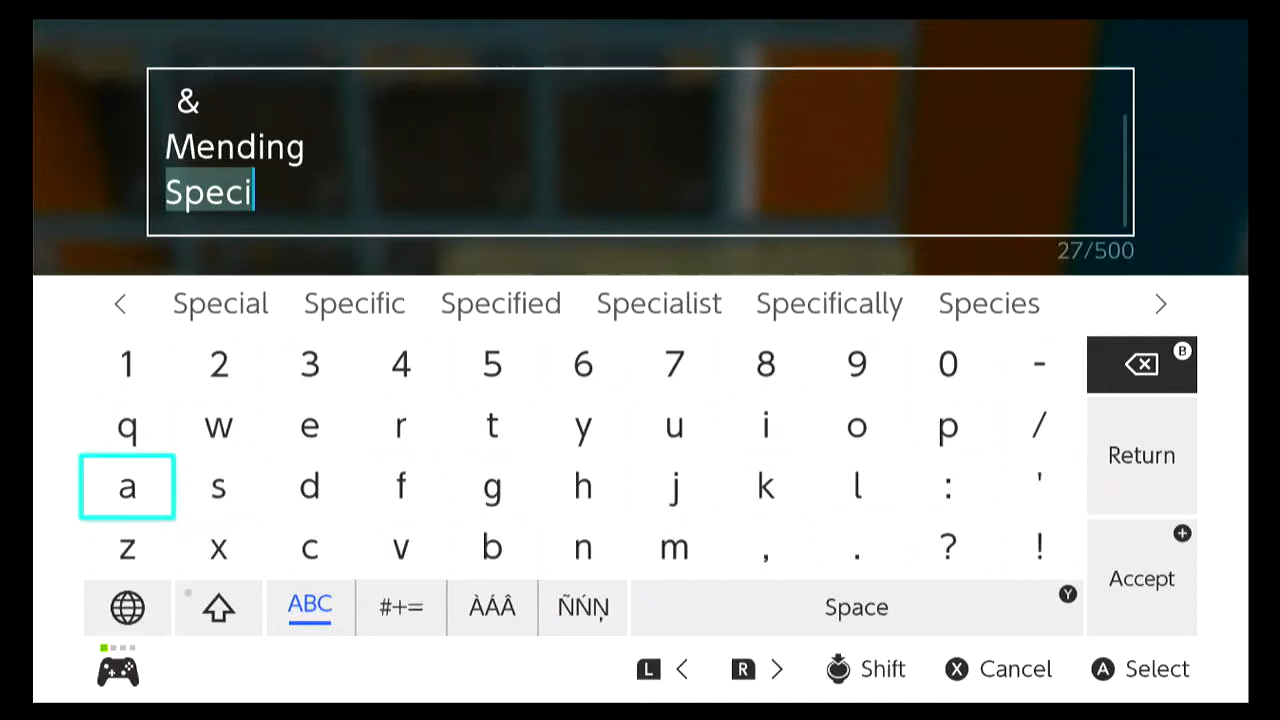 &
Mending
Speci
27/500
< Special Specific Specified Specialist Specifically Species >
1 2 3 4 5 6 7 8 9 0 - B
q w e r t y u i o p /
Return
a s d f g h j k l : '
z x c v b n m , . ? ! +
Accept
ABC #+= ÀÁÂ ÑŃŅ Space Y
L < R > Shift X Cancel A Select